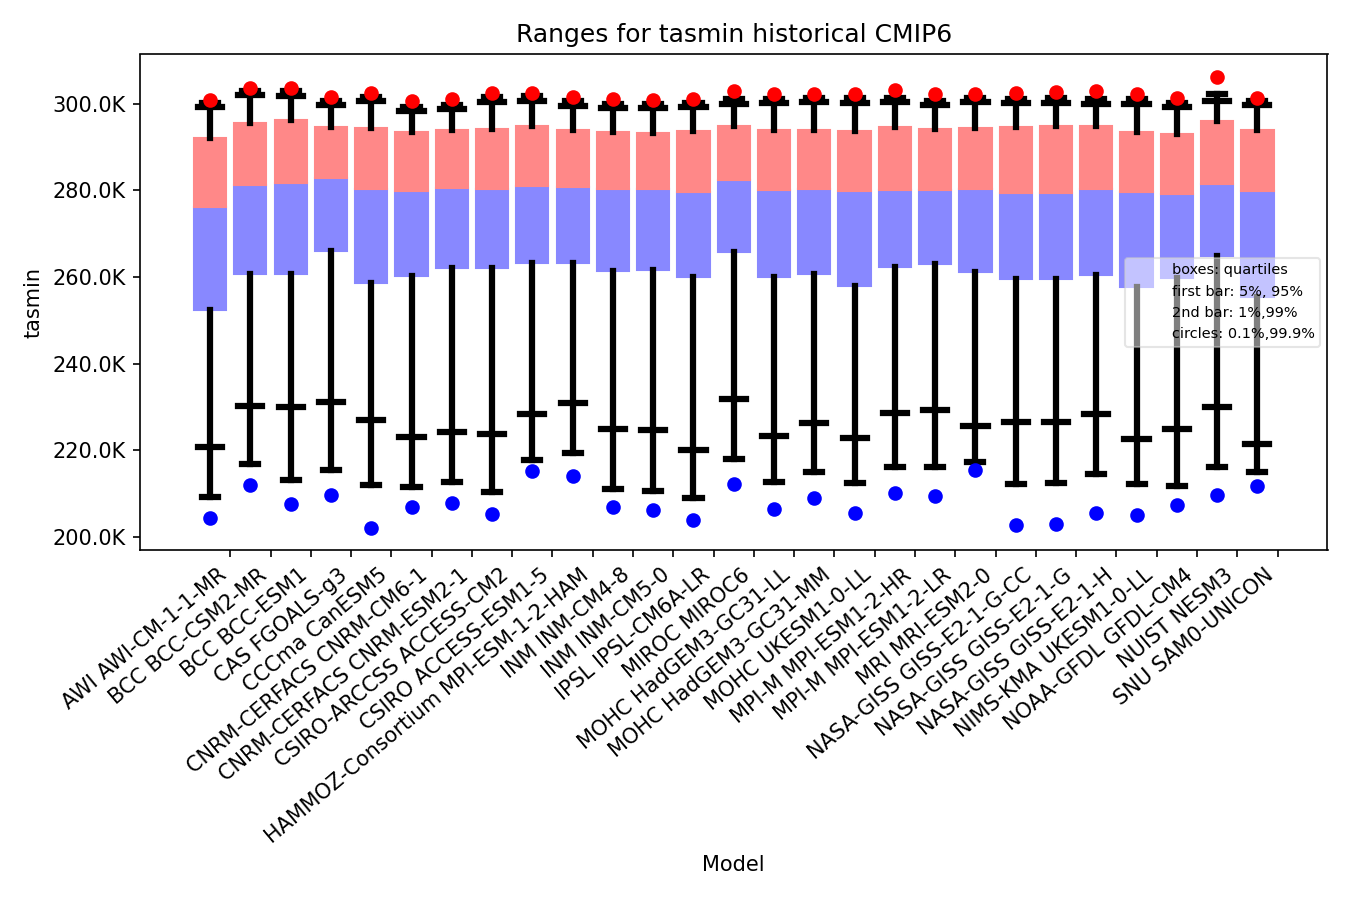 Ranges for tasmin historical CMIP6
300.0K
280.0K
260.0K
240.0K
220.0K
200.0K
tasmin
boxes: quartiles
first bar: 5%, 95%
2nd bar: 1%,99%
circles: 0.1%,99.9%
AWI AWI-CM-1-1-MR
BCC BCC-CSM2-MR
BCC BCC-ESM1
CAS FGOALS-g3
CCCma CanESM5
CNRM-CERFACS CNRM-CM6-1
CNRM-CERFACS CNRM-ESM2-1
CSIRO-ARCCSS ACCESS-CM2
CSIRO ACCESS-ESM1-5
HAMMOZ-Consortium MPI-ESM-1-2-HAM
INM INM-CM4-8
INM INM-CM5-0
IPSL IPSL-CM6A-LR
MIROC MIROC6
MOHC HadGEM3-GC31-LL
MOHC HadGEM3-GC31-MM
MOHC UKESM1-0-LL
MPI-M MPI-ESM1-2-HR
MPI-M MPI-ESM1-2-LR
MRI MRI-ESM2-0
NASA-GISS GISS-E2-1-G-CC
NASA-GISS GISS-E2-1-G
NASA-GISS GISS-E2-1-H
NIMS-KMA UKESM1-0-LL
NOAA-GFDL GFDL-CM4
NUIST NESM3
SNU SAM0-UNICON
Model